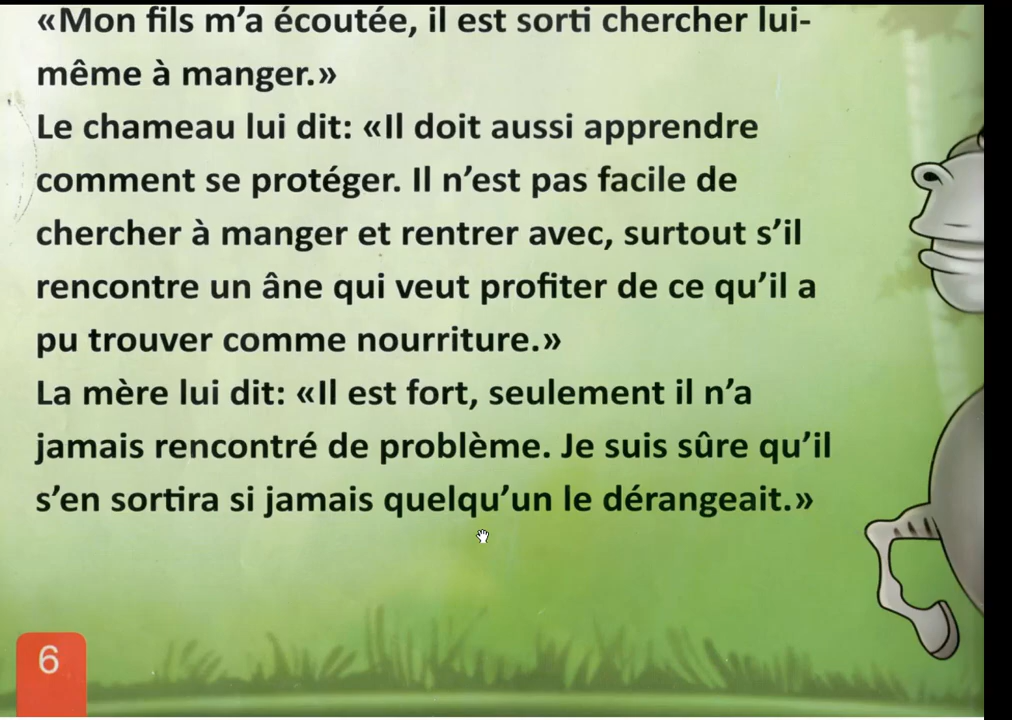 «Mon fils m’a écoutée, il est sorti chercher lui-
même à manger.»
Le chameau lui dit: «Il doit aussi apprendre
comment se protéger. Il n’est pas facile de
chercher à manger et rentrer avec, surtout s’il
rencontre un âne qui veut profiter de ce qu’il a
pu trouver comme nourriture.»
La mère lui dit: «Il est fort, seulement il n’a
jamais rencontré de problème. Je suis sûre qu’il
s’en sortira si jamais quelqu’un le dérangeait.»
6